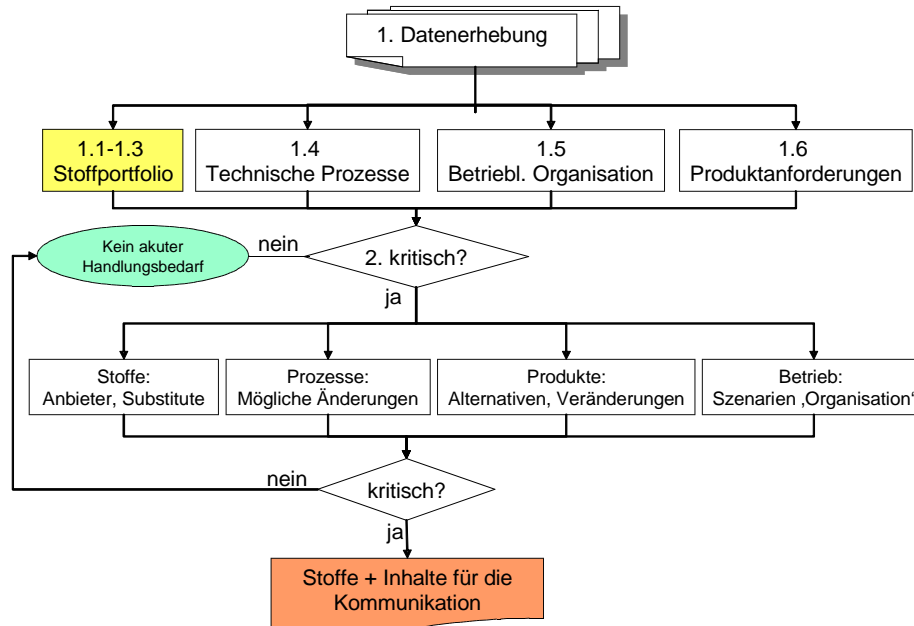 1. Datenerhebung
1.1-1.3
Stoffportfolio
1.4
Technische Prozesse
1.5
Betriebl. Organisation
1.6
Produktanforderungen
Kein akuter
Handlungsbedarf
nein
2. kritisch?
ja
Stoffe:
Anbieter, Substitute
Prozesse:
Mögliche Änderungen
Produkte:
Alternativen, Veränderungen
Betrieb:
Szenarien ‚Organisation‘
nein
kritisch?
ja
Stoffe + Inhalte für die
Kommunikation